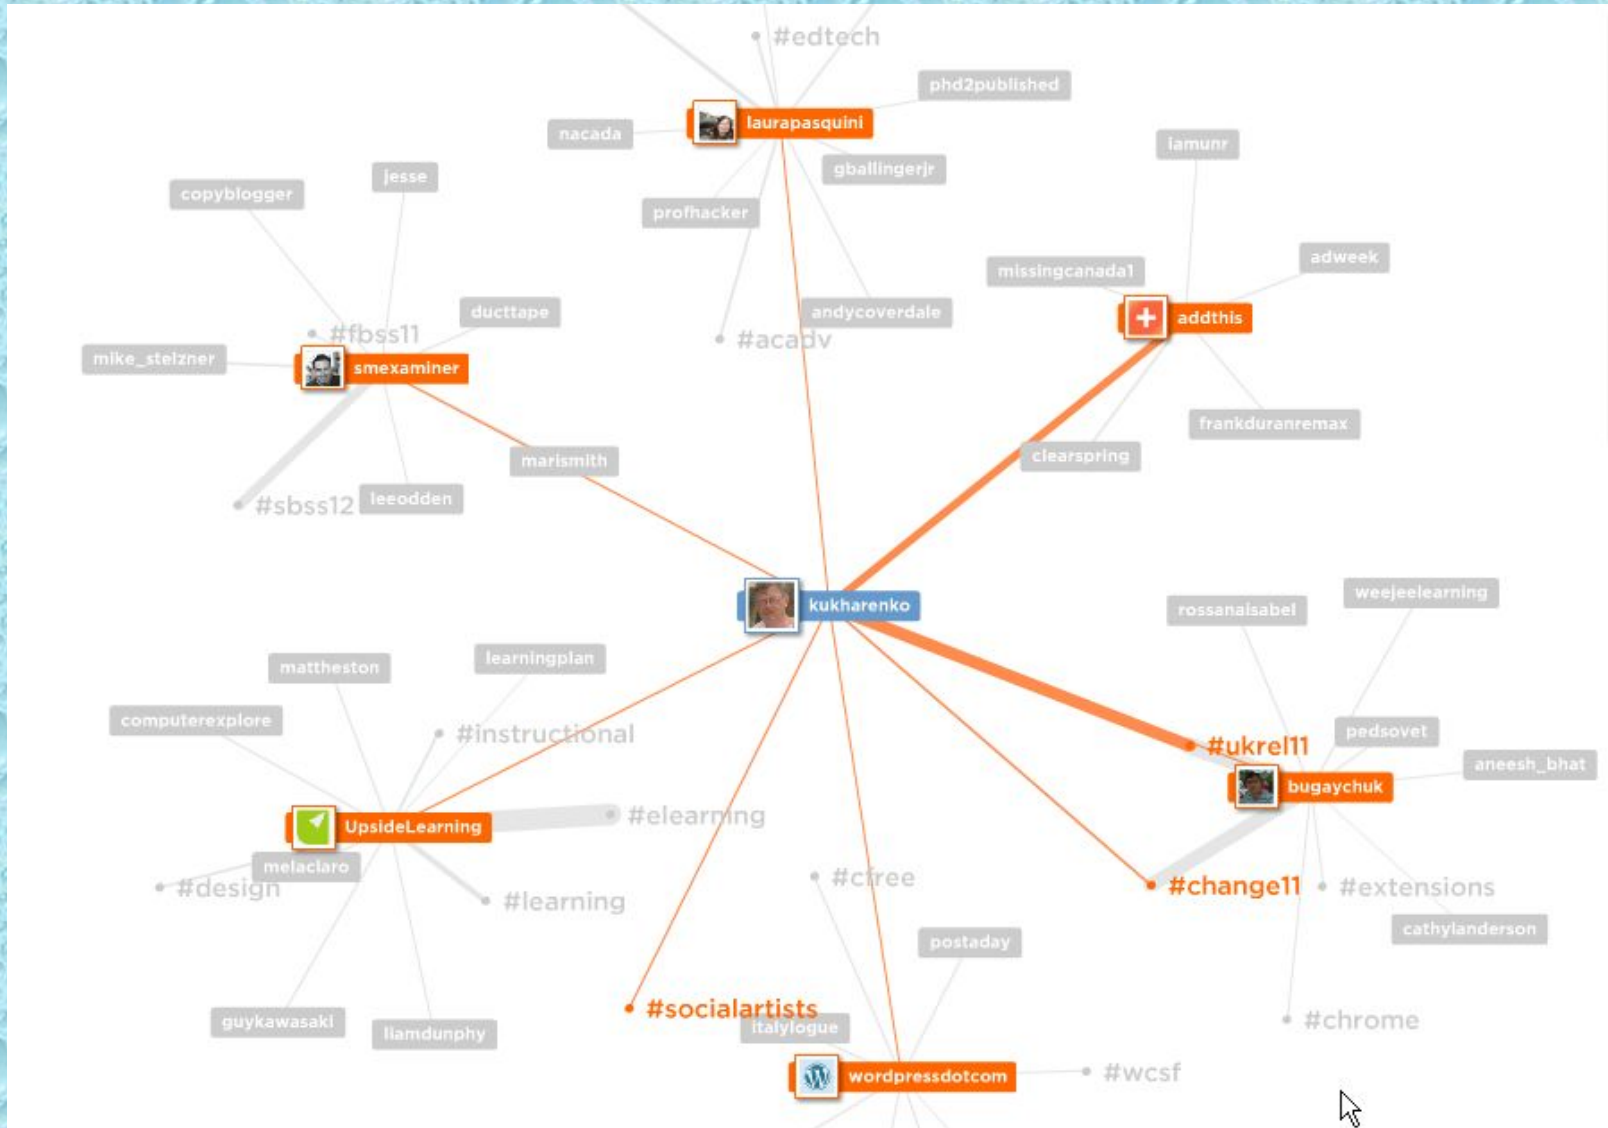 #edtech
phd2published
laurapasquini
nacada
iamunr
gballingerjr
jesse
copyblogger
profhacker
adweek
missingcanada1
ducttape
andycoverdale
addthis
#fbss11
#acadv
mike_stelzner
smexaminer
frankduranremax
clearspring
marismith
leeodden
#sbss12
weejeelearning
kukharenko
rossanaisabel
learningplan
mattheston
computerexplore
#instructional
pedsovet
#ukrel11
aneesh_bhat
bugaychuk
#elearning
UpsideLearning
melaclaro
#design
#cfree
#change11
#extensions
#learning
cathylanderson
postaday
#socialartists
guykawasaki
#chrome
italylogue
liamdunphy
#wcsf
wordpressdotcom